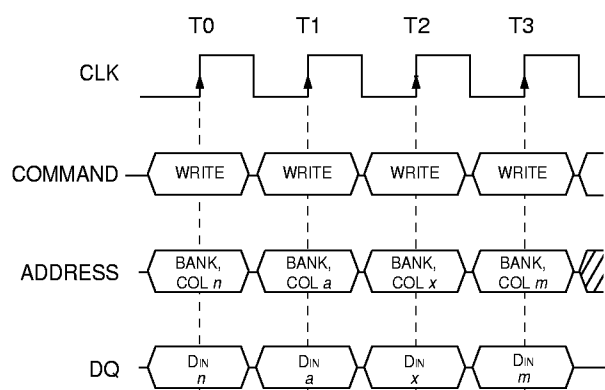 T0 T1 T2 T3
CLK
COMMAND WRITE WRITE WRITE WRITE
ADDRESS BANK, COL n BANK, COL a BANK, COL x BANK, COL m
DQ DIN n DIN a DIN x DIN m